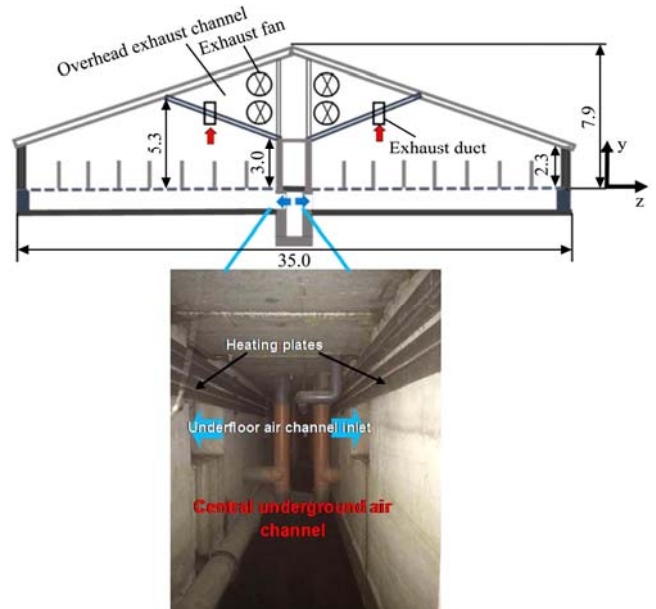 Overhead exhaust channel
Exhaust fan
Exhaust duct
5.3
3.0
2.3
7.9
y
z
35.0
Heating plates
Underfloor air channel inlet
Central underground air
channel